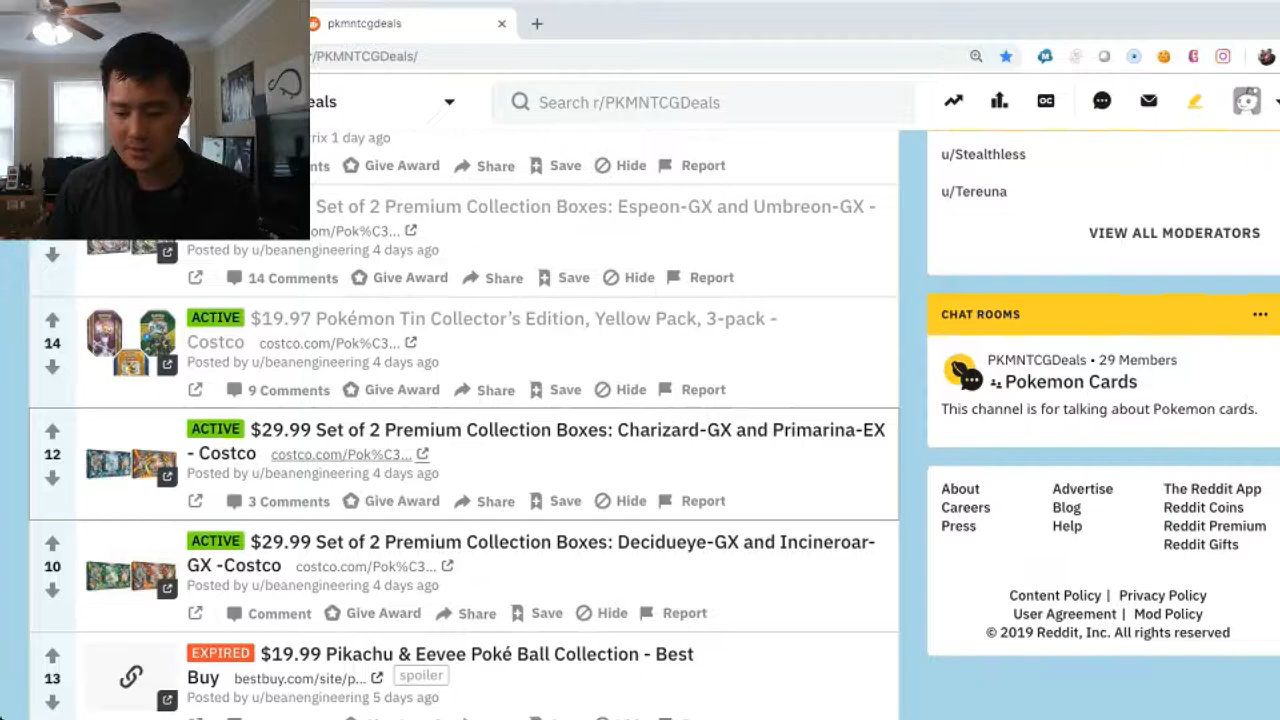 pkmntcgdeals
r/PKMNTCGDeals/
eals
Search r/PKMNTCGDeals
OC
1 day ago
Give Award Share Save Hide Report
Set of 2 Premium Collection Boxes: Espeon-GX and Umbreon-GX -
com/Pok%C3...
Posted by u/beanengineering 4 days ago
14 Comments Give Award Share Save Hide Report
14
ACTIVE $19.97 Pokémon Tin Collector's Edition, Yellow Pack, 3-pack -
Costco costco.com/Pok%C3...
Posted by u/beanengineering 4 days ago
9 Comments Give Award Share Save Hide Report
12
ACTIVE $29.99 Set of 2 Premium Collection Boxes: Charizard-GX and Primarina-EX
- Costco costco.com/Pok%C3...
Posted by u/beanengineering 4 days ago
3 Comments Give Award Share Save Hide Report
10
ACTIVE $29.99 Set of 2 Premium Collection Boxes: Decidueye-GX and Incineroar-
GX -Costco costco.com/Pok%C3...
Posted by u/beanengineering 4 days ago
Comment Give Award Share Save Hide Report
13
EXPIRED $19.99 Pikachu & Eevee Poké Ball Collection - Best
Buy bestbuy.com/site/p... spoiler
Posted by u/beanengineering 5 days ago
u/Stealthless
u/Tereuna
VIEW ALL MODERATORS
CHAT ROOMS
PKMNTCGDeals • 29 Members
Pokemon Cards
This channel is for talking about Pokemon cards.
About Advertise The Reddit App
Careers Blog Reddit Coins
Press Help Reddit Premium
Reddit Gifts
Content Policy | Privacy Policy
User Agreement | Mod Policy
© 2019 Reddit, Inc. All rights reserved